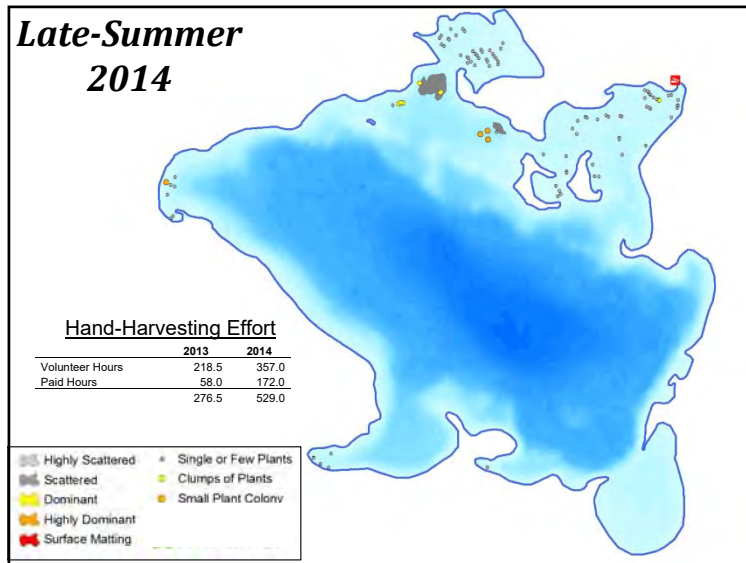 Late-Summer
2014
Hand-Harvesting Effort
2013 2014
Volunteer Hours 218.5 357.0
Paid Hours 58.0 172.0
276.5 529.0
Highly Scattered
Scattered
Dominant
Highly Dominant
Surface Matting
Single or Few Plants
Clumps of Plants
Small Plant Colony